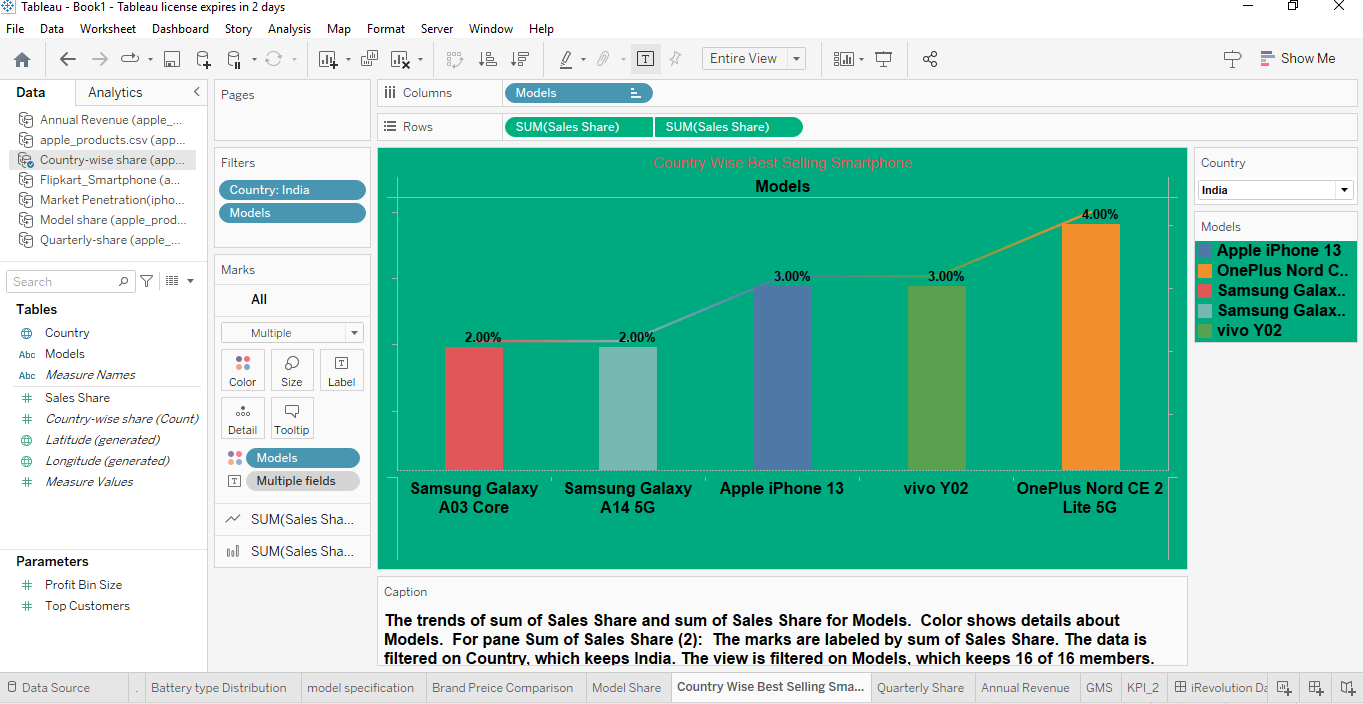 Tableau - Book1 - Tableau license expires in 2 days
File Data Worksheet Dashboard Story Analysis Map Format Server Window Help
Entire View
Show Me
Data Analytics
Annual Revenue (apple_...
apple_products.csv (app...
Country-wise share (app...
Flipkart_Smartphone (a...
Market Penetration(ipho...
Model share (apple_prod...
Quarterly-share (apple_...
Search
Tables
Country
Abc Models
Abc Measure Names
Sales Share
Country-wise share (Count)
Latitude (generated)
Longitude (generated)
Measure Values
Parameters
Profit Bin Size
Top Customers
Pages
Filters
Country: India
Models
Marks
All
Multiple
Color Size Label
Detail Tooltip
Models
Multiple fields
SUM(Sales Sha...
SUM(Sales Sha...
Columns Models
Rows SUM(Sales Share) SUM(Sales Share)
Country Wise Best Selling Smartphone
Models
2.00% 2.00% 3.00% 3.00% 4.00%
Samsung Galaxy A03 Core
Samsung Galaxy A14 5G
Apple iPhone 13
vivo Y02
OnePlus Nord CE 2 Lite 5G
Caption
The trends of sum of Sales Share and sum of Sales Share for Models. Color shows details about
Models. For pane Sum of Sales Share (2): The marks are labeled by sum of Sales Share. The data is
filtered on Country, which keeps India. The view is filtered on Models, which keeps 16 of 16 members.
Country
India
Models
Apple iPhone 13
OnePlus Nord C..
Samsung Galax..
Samsung Galax..
vivo Y02
Data Source . Battery type Distribution model specification Brand Preice Comparison Model Share Country Wise Best Selling Sma... Quarterly Share Annual Revenue GMS KPI_2 iRevolution Da